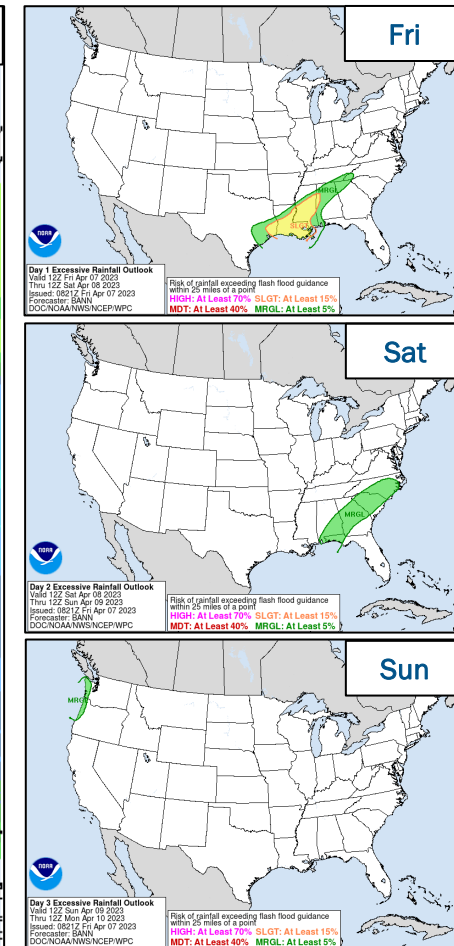 Fri
MRGL
SLGT
NOAA
Day 1 Excessive Rainfall Outlook
Valid 12Z Fri Apr 07 2023
Thru 12Z Sat Apr 08 2023
Issued: 0821Z Fri Apr 07 2023
Forecaster: BANN
DOC/NOAA/NWS/NCEP/WPC
Risk of rainfall exceeding flash flood guidance
within 25 miles of a point
HIGH: At Least 70% SLGT: At Least 15%
MDT: At Least 40% MRGL: At Least 5%
Sat
MRGL
NOAA
Day 2 Excessive Rainfall Outlook
Valid 12Z Sat Apr 08 2023
Thru 12Z Sun Apr 09 2023
Issued: 0821Z Fri Apr 07 2023
Forecaster: BANN
DOC/NOAA/NWS/NCEP/WPC
Risk of rainfall exceeding flash flood guidance
within 25 miles of a point
HIGH: At Least 70% SLGT: At Least 15%
MDT: At Least 40% MRGL: At Least 5%
Sun
MRGL
NOAA
Day 3 Excessive Rainfall Outlook
Valid 12Z Sun Apr 09 2023
Thru 12Z Mon Apr 10 2023
Issued: 0821Z Fri Apr 07 2023
Forecaster: BANN
DOC/NOAA/NWS/NCEP/WPC
Risk of rainfall exceeding flash flood guidance
within 25 miles of a point
HIGH: At Least 70% SLGT: At Least 15%
MDT: At Least 40% MRGL: At Least 5%